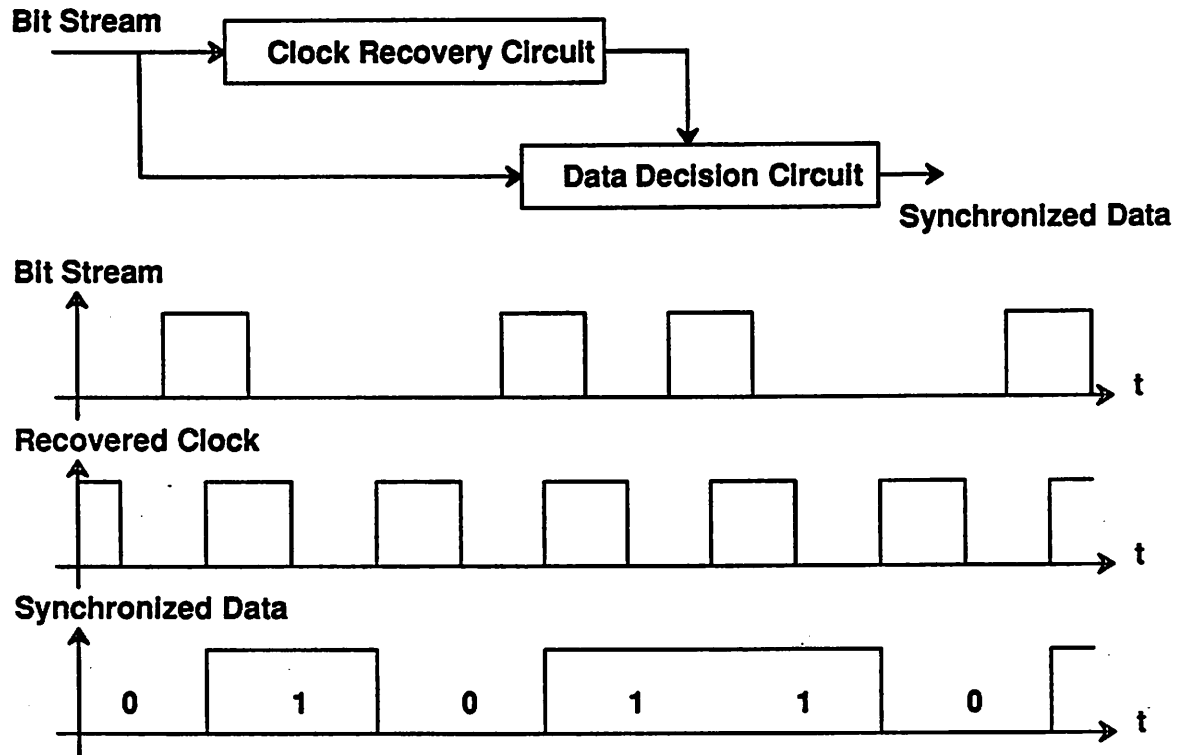 Bit Stream
Clock Recovery Circuit
Data Decision Circuit
Synchronized Data
Bit Stream
t
Recovered Clock
t
Synchronized Data
0 1 0 1 1 0
t